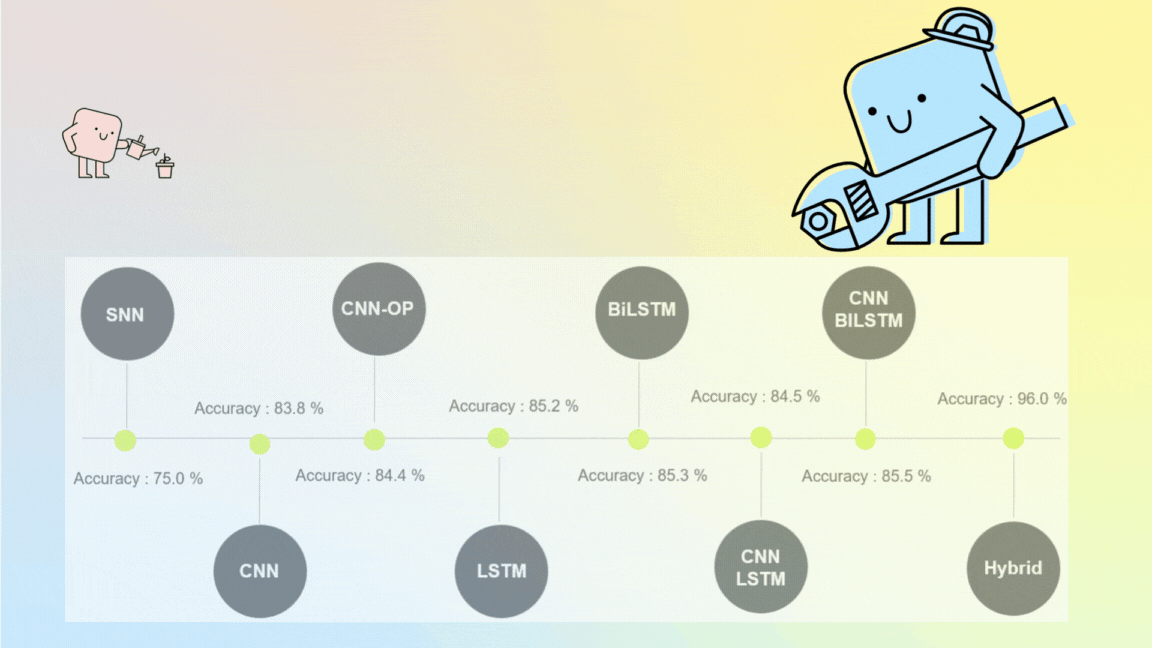 SNN
CNN-OP
BiLSTM
CNN
BILSTM
Accuracy : 83.8 %
Accuracy : 85.2 %
Accuracy : 84.5 %
Accuracy : 96.0 %
Accuracy : 75.0 %
Accuracy : 84.4 %
Accuracy : 85.3 %
Accuracy : 85.5 %
CNN
LSTM
CNN
LSTM
Hybrid